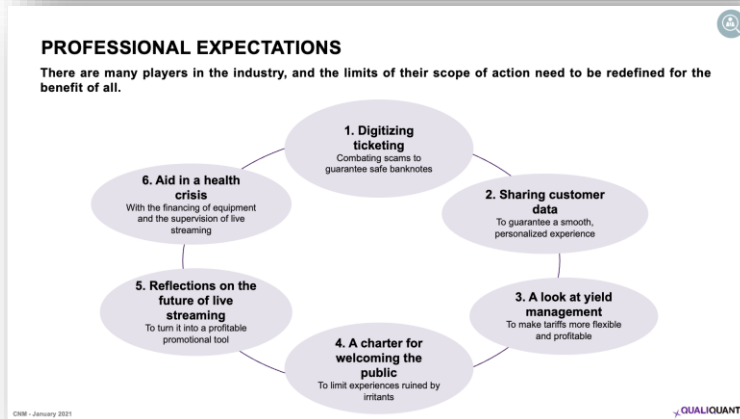 PROFESSIONAL EXPECTATIONS
There are many players in the industry, and the limits of their scope of action need to be redefined for the
benefit of all.
1. Digitizing
ticketing
Combating scams to
guarantee safe banknotes
2. Sharing customer
data
To guarantee a smooth,
personalized experience
3. A look at yield
management
To make tariffs more flexible
and profitable
4. A charter for
welcoming the
public
To limit experiences ruined by
irritants
5. Reflections on the
future of live
streaming
To turn it into a profitable
promotional tool
6. Aid in a health
crisis
With the financing of equipment
and the supervision of live
streaming
CNM - January 2021
QUALIQUANTI